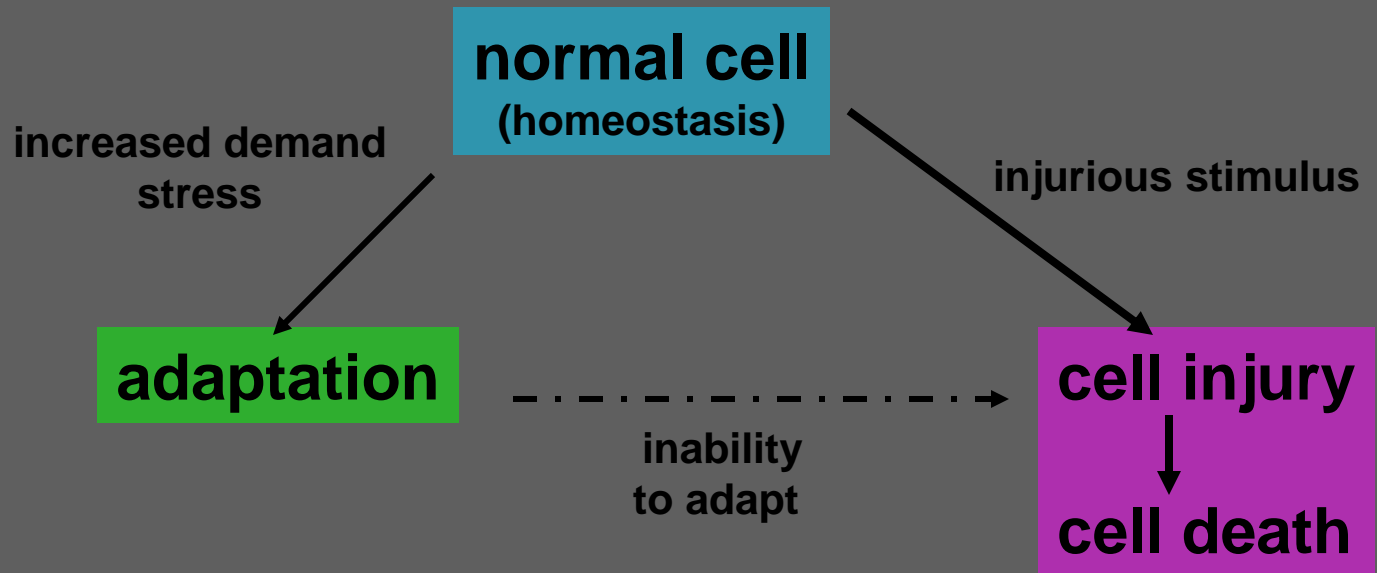 normal cell
(homeostasis)
increased demand
stress
injurious stimulus
adaptation
inability
to adapt
cell injury
cell death